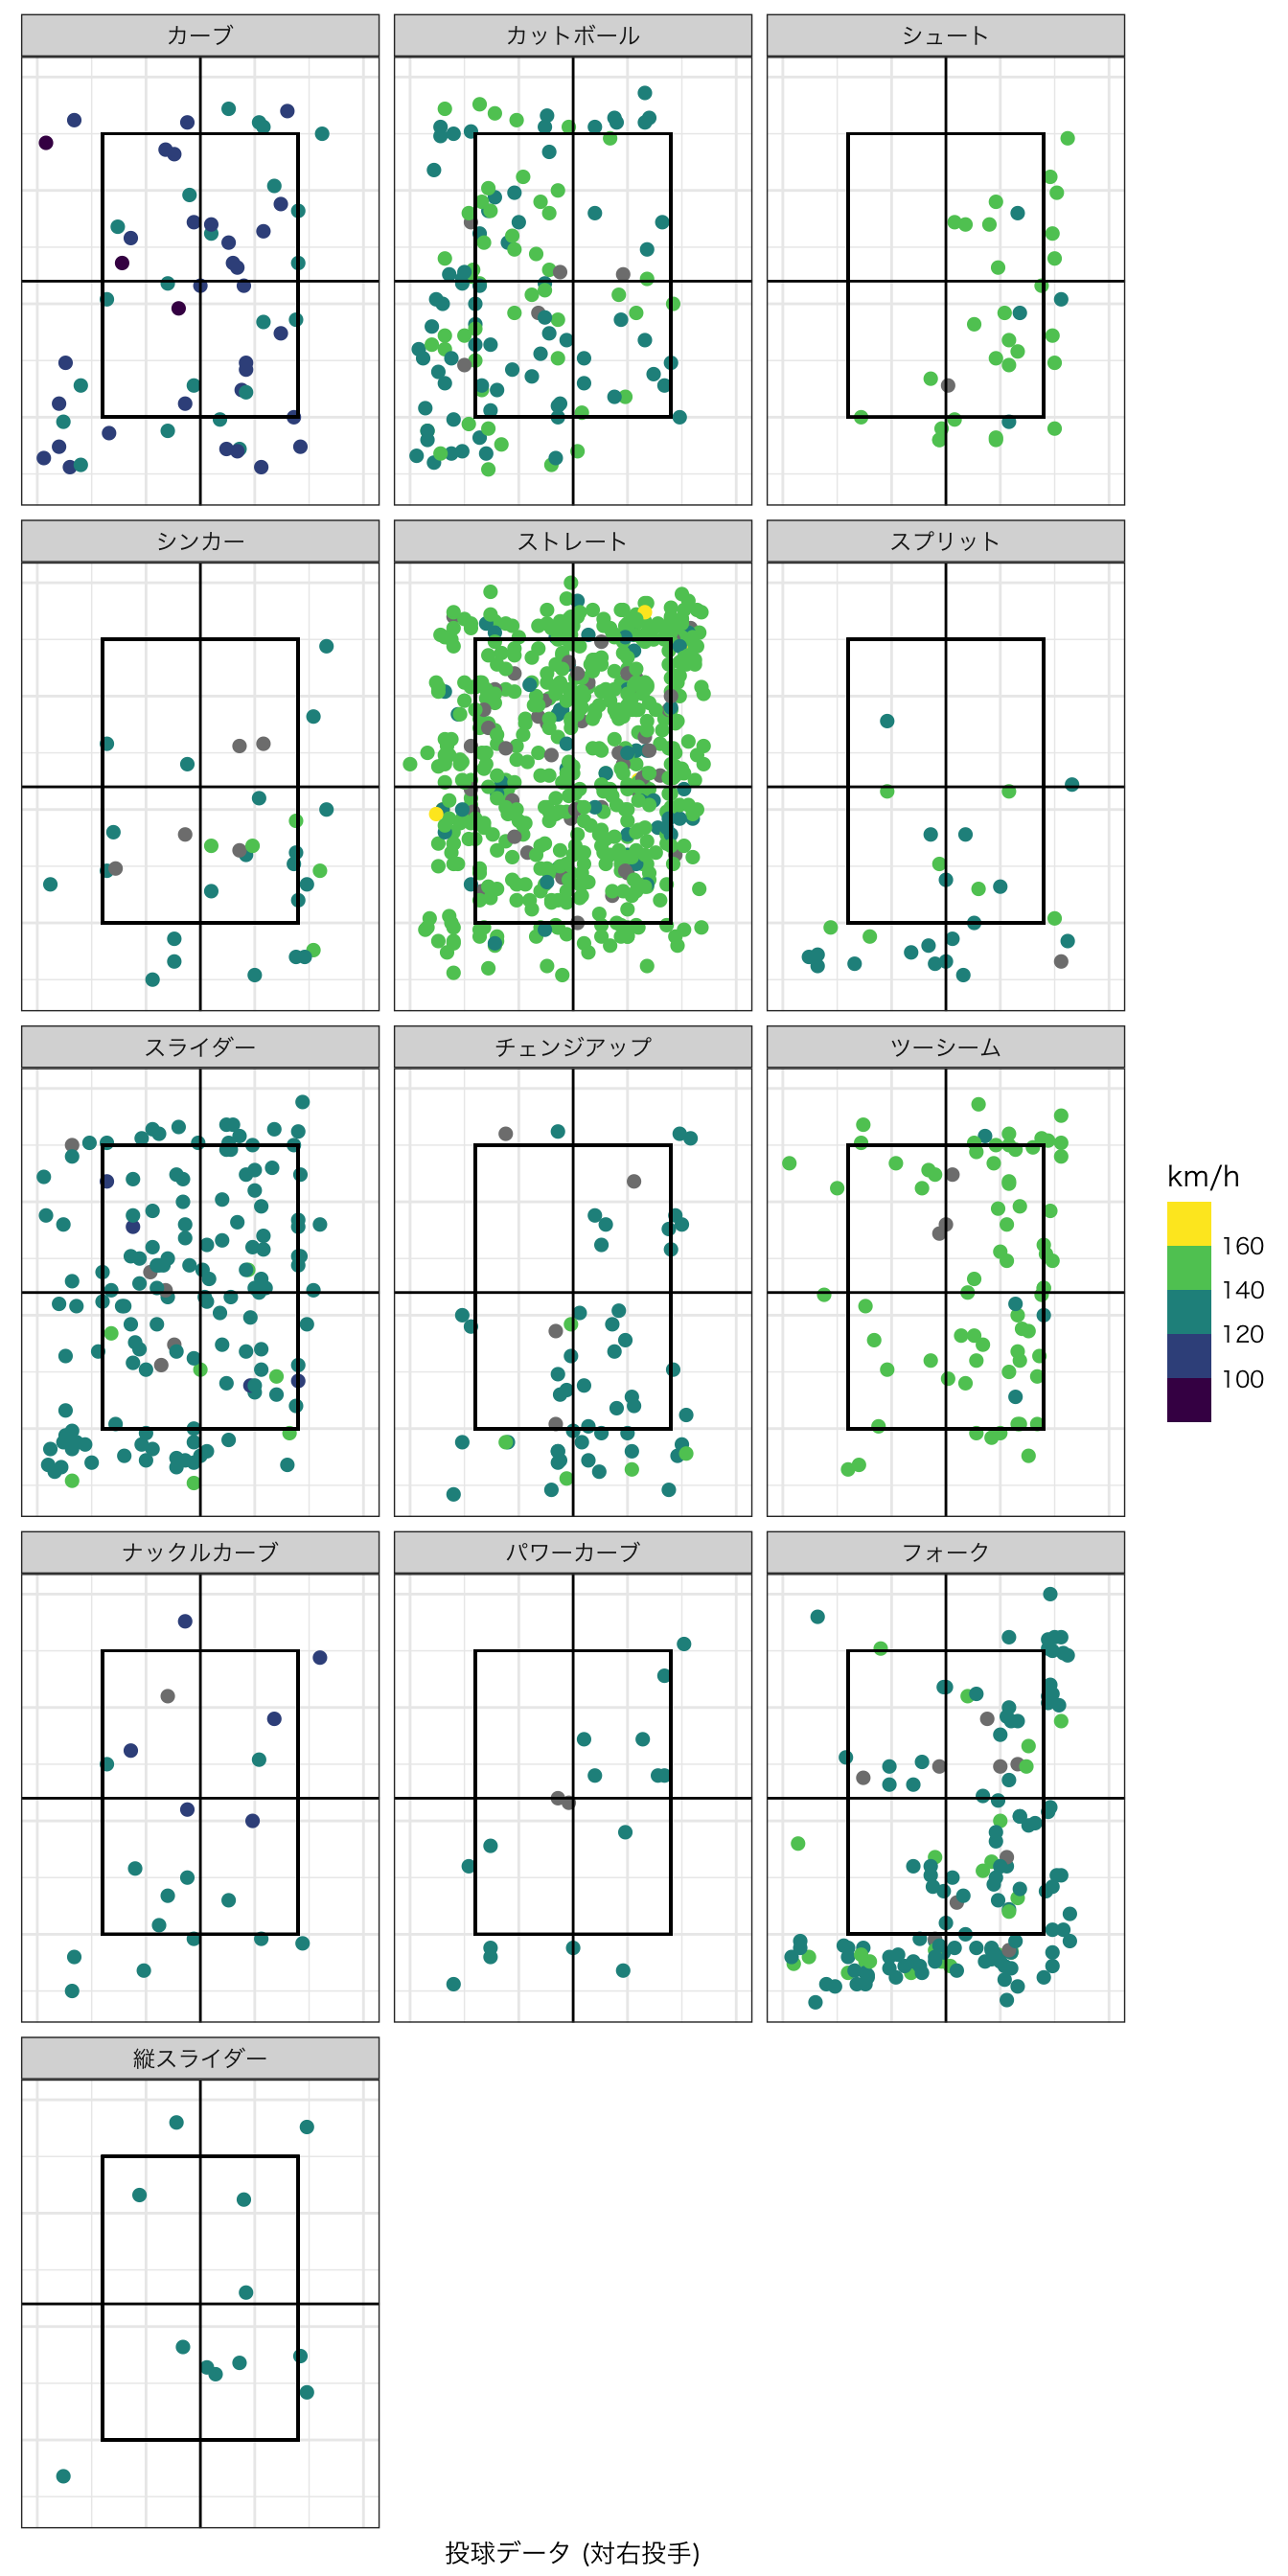 カーブ
カットボール
シュート
シンカー
ストレート
スプリット
スライダー
チェンジアップ
ツーシーム
km/h
160
140
120
100
ナックルカーブ
パワーカーブ
フォーク
縦スライダー
投球データ (対右投手)